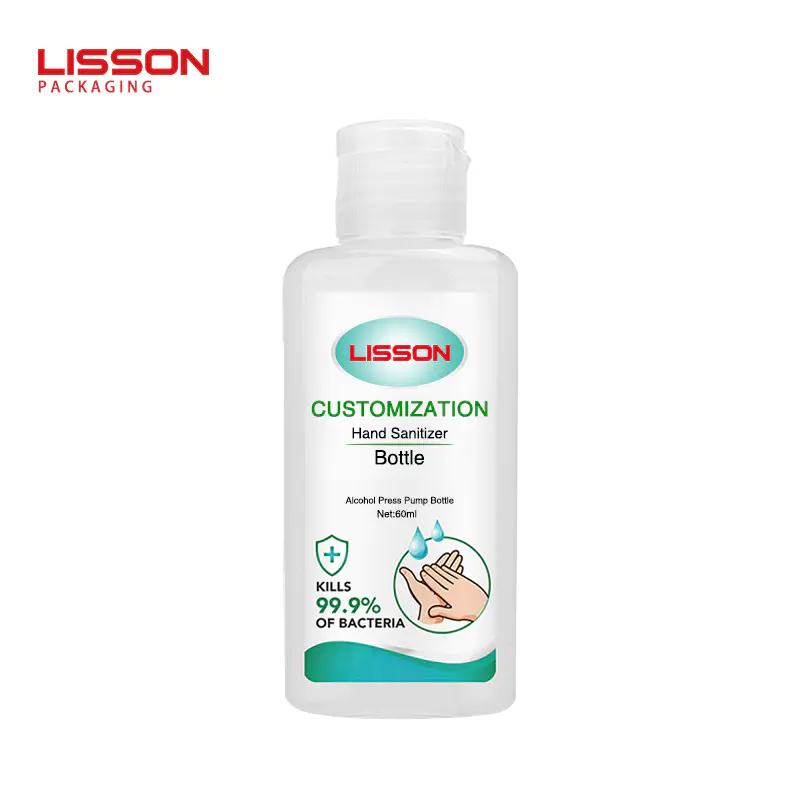 LISSON
PACKAGING
LISSON
CUSTOMIZATION
Hand Sanitizer
Bottle
Alcohol Press Pump Bottle
Net:60ml
KILLS
99.9%
OF BACTERIA